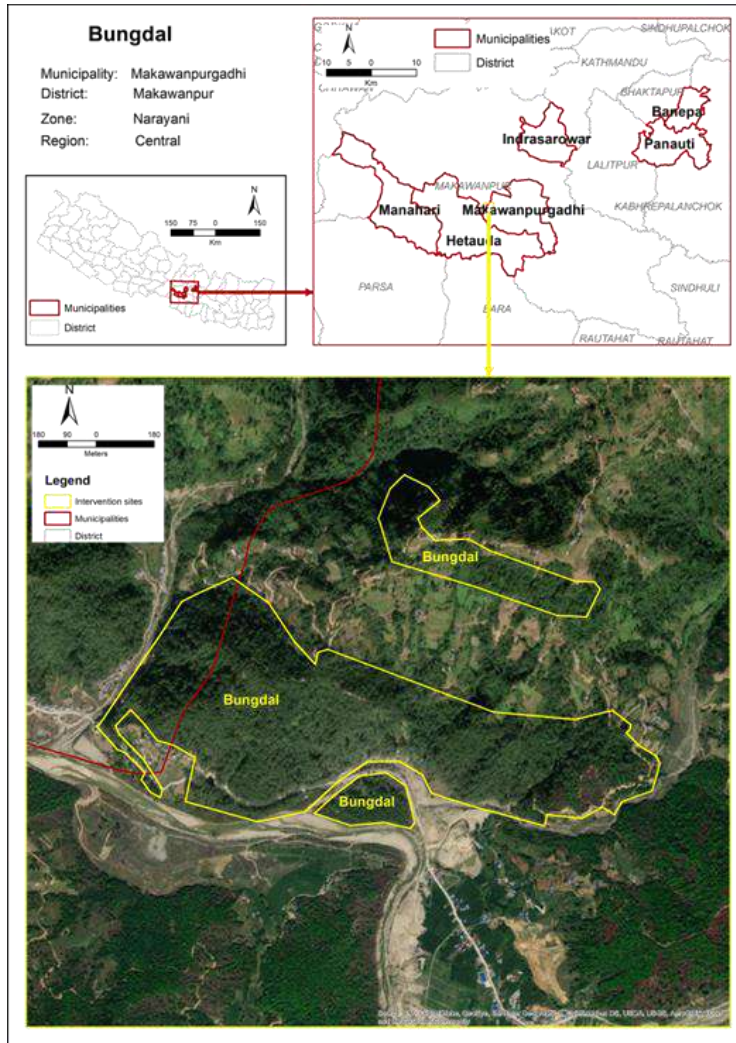 Bungdal
Municipality: Makawanpurgadhi
District: Makawanpur
Zone: Narayani
Region: Central
N
150 75 0 150
Km
Municipalities
District
N
10 5 0 10
Km
Municipalities
District
KOT
SINDHUPALCHOK
KATHMANDU
BHAKTAPUR
Banepa
Indrasarowar
Panauti
LALITPUR
MAKAWANPUR
Manahari
Makawanpurgadhi
KABHREPALANCHOK
Hetauda
PARSA
BARA
SINDHULI
RAUTAHAT
RAUTAHAT
N
180 90 0 180
Meters
Legend
Intervention sites
Municipalities
District
Bungdal
Bungdal
Bungdal